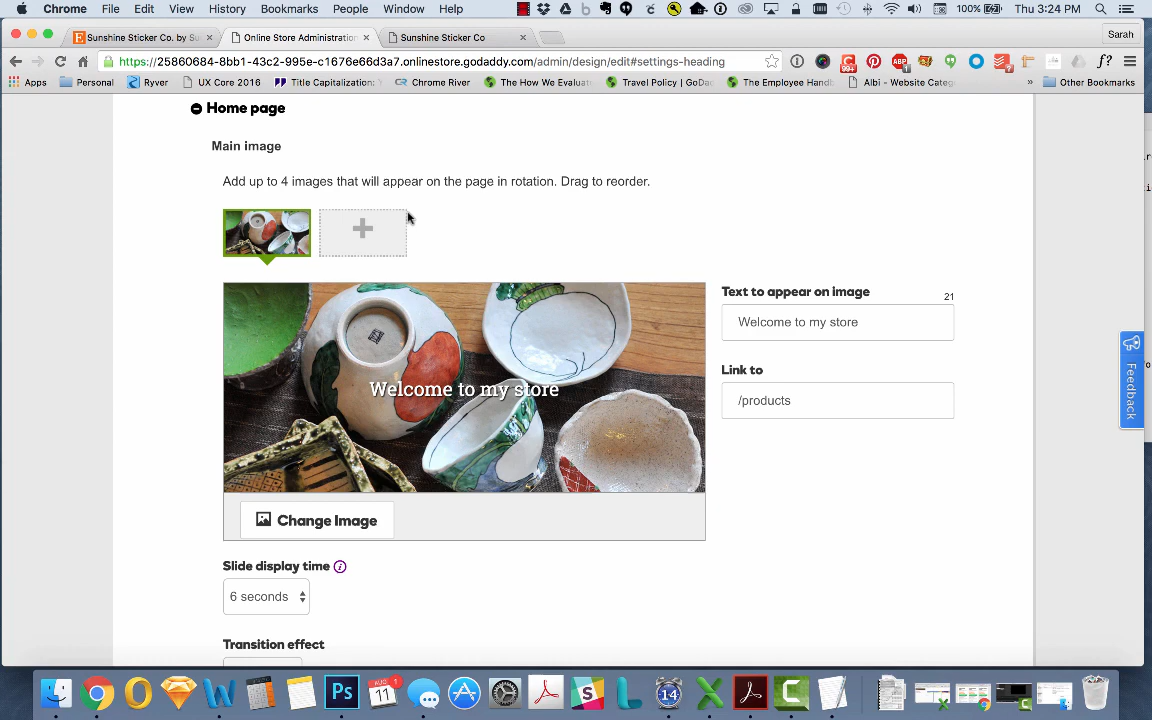 Chrome File Edit View History Bookmarks People Window Help 100% Thu 3:24 PM
Sunshine Sticker Co. by Su
Online Store Administratio
Sunshine Sticker Co
Sarah
https://25860684-8bb1-43c2-995e-c1676e66d3a7.onlinestore.godaddy.com/admin/design/edit#settings-heading
Apps Personal Ryver UX Core 2016 Title Capitalization: Chrome River The How We Evaluat Travel Policy | GoDa The Employee Handb Albi - Website Categ » Other Bookmarks
Home page
Main image
Add up to 4 images that will appear on the page in rotation. Drag to reorder.
Text to appear on image
21
Welcome to my store
Link to
/products
Welcome to my store
Change Image
Slide display time
6 seconds
Transition effect
Feedback
AUG
11
14